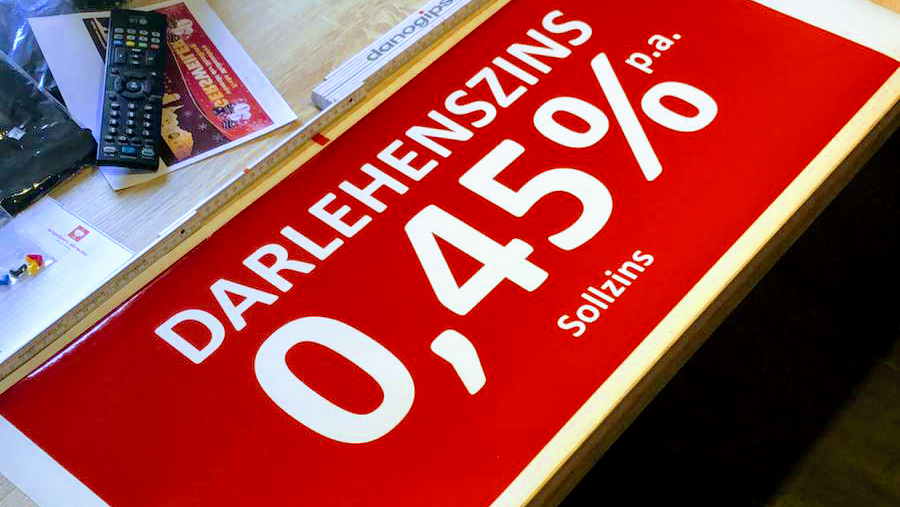 danogips
DARLEHENSZINS
0,45% p.a.
Sollzins